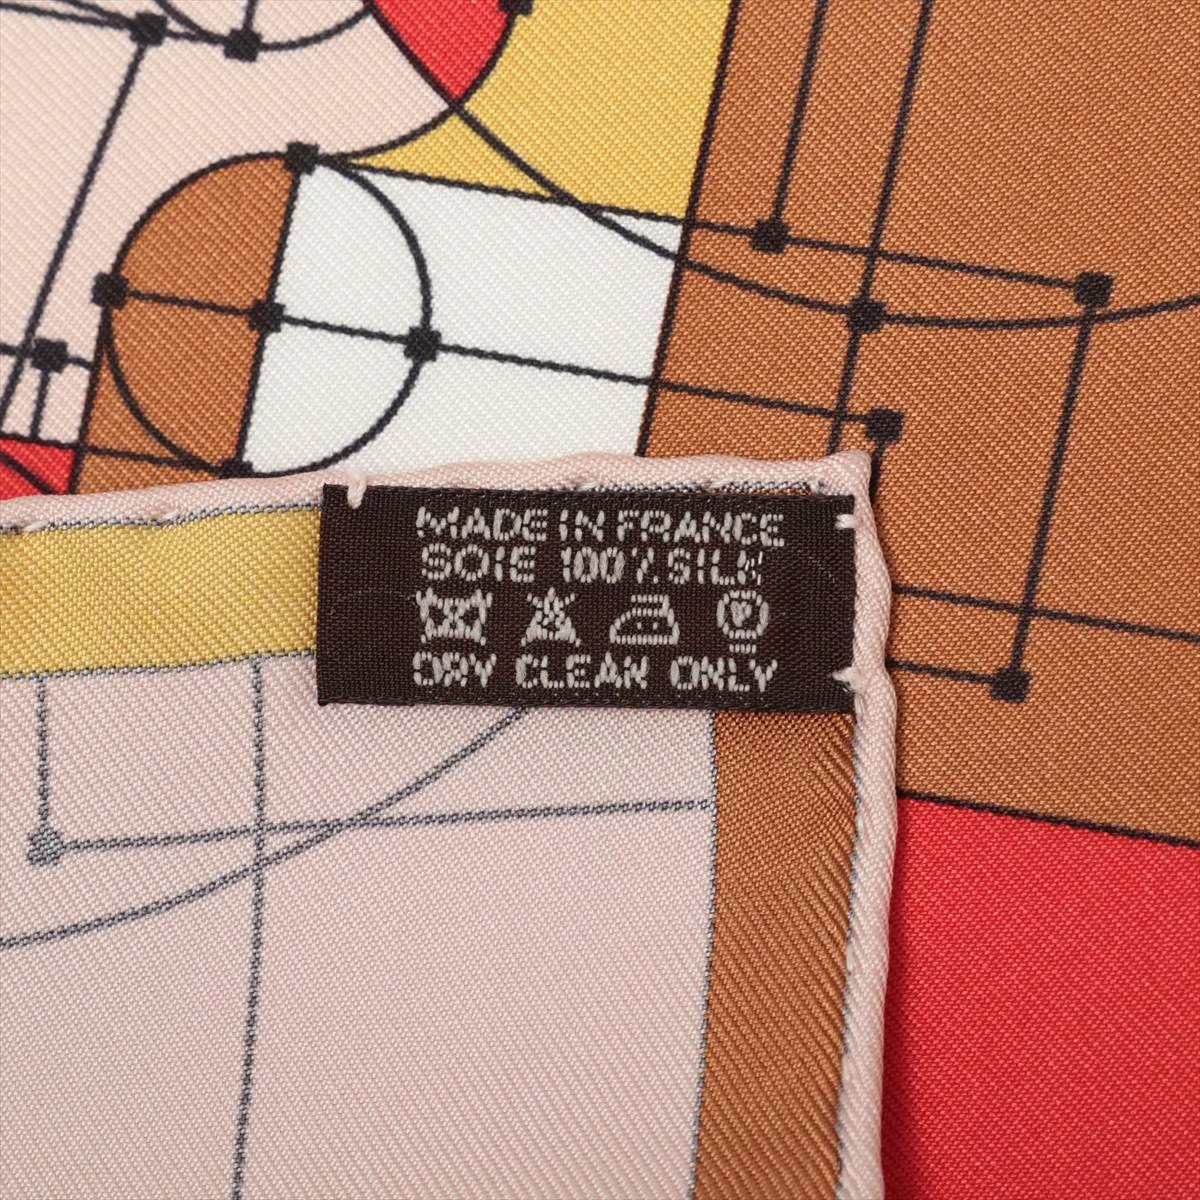 MADE IN FRANCE
SOIE 100% SILK
P
DRY CLEAN ONLY